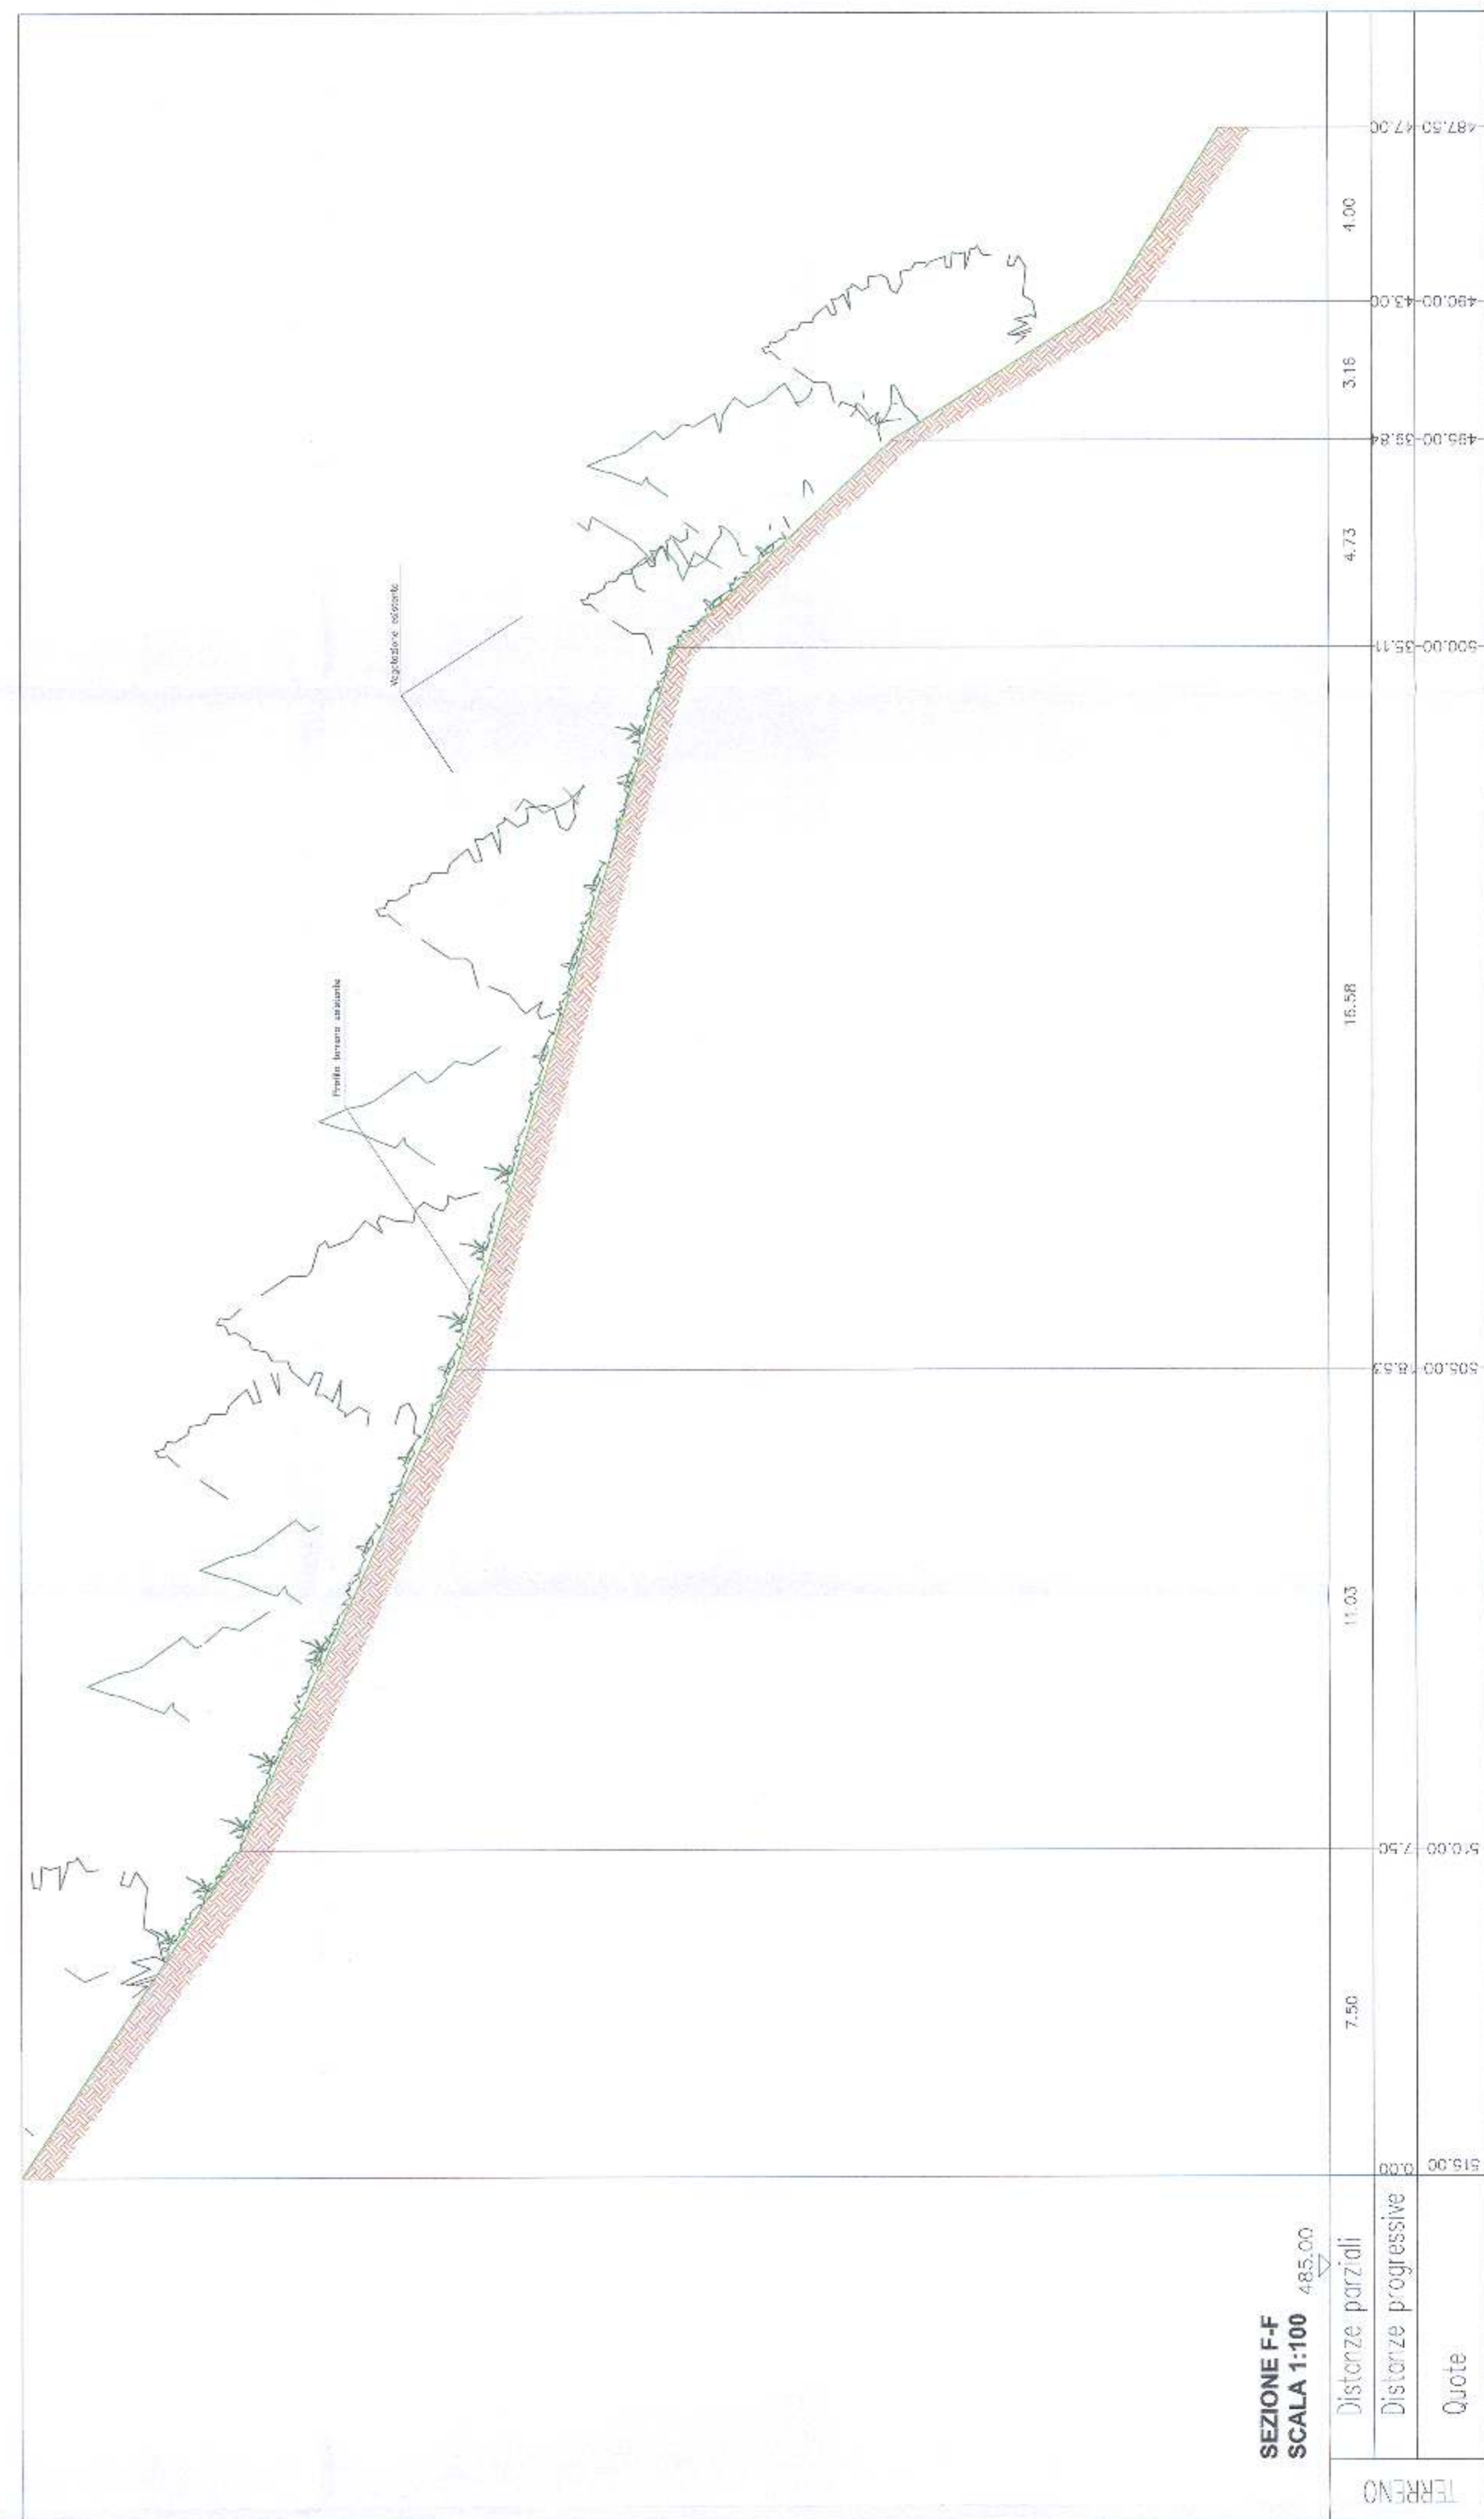 Vegetazione esistente
Profilo terreno esistente
SEZIONE F-F
SCALA 1:100
485.00
TERRENO
Distanze parziali
7.50
11.03
16.58
4.73
3.16
4.00
Distanze progressive
0.00
7.50
18.53
35.11
39.84
43.00
47.00
Quote
515.00
510.00
505.00
500.00
495.00
490.00
487.50